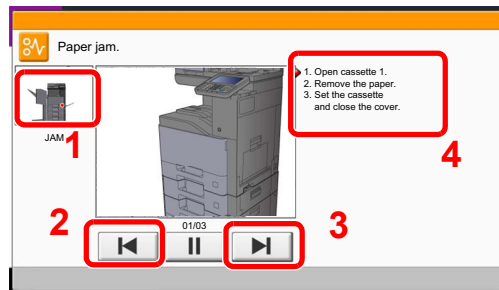 Paper jam.
JAM
1
1. Open cassette 1.
2. Remove the paper.
3. Set the cassette
and close the cover.
4
2
01/03
3